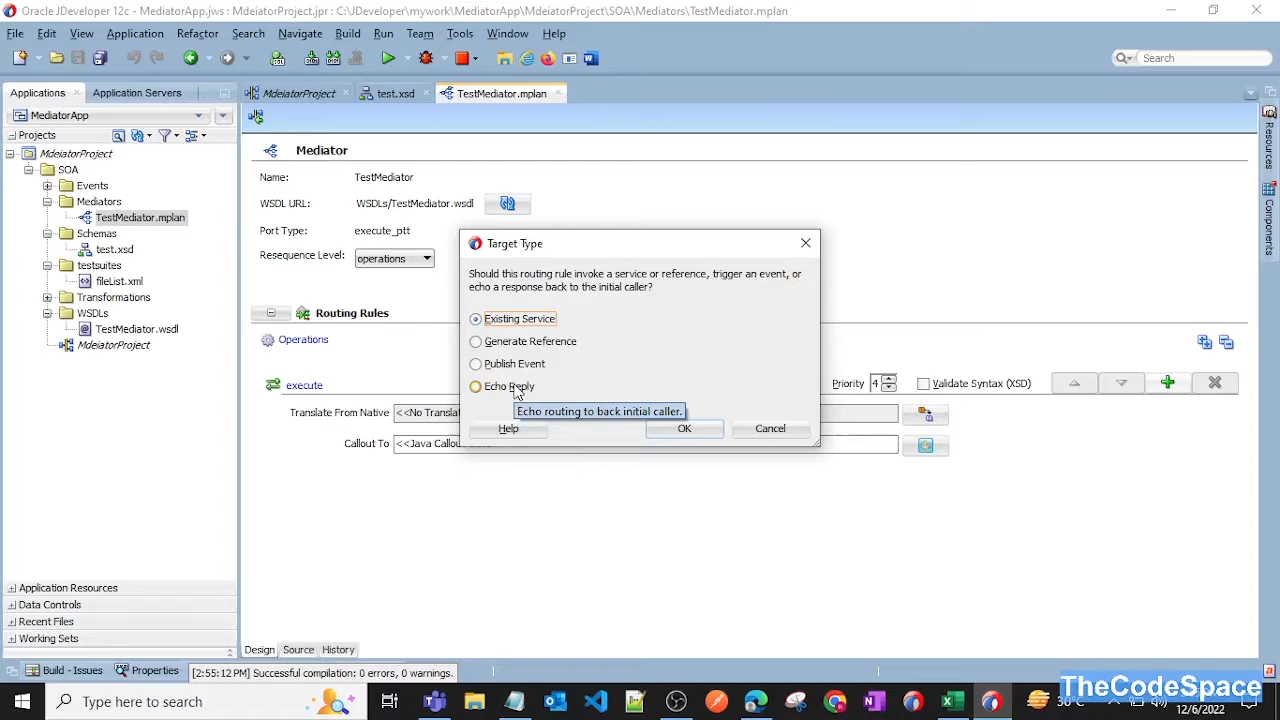 Oracle JDeveloper 12c - MediatorApp.jws : MdeiatorProject.jpr : C:\JDeveloper\mywork\MediatorApp\MdeiatorProject\SOA\Mediators\TestMediator.mplan
File Edit View Application Refactor Search Navigate Build Run Team Tools Window Help
Search
Applications Application Servers MdeiatorProject test.xsd TestMediator.mplan
MediatorApp
Projects
MdeiatorProject
SOA
Events
Mediators
TestMediator.mplan
Schemas
test.xsd
testsuites
fileList.xml
Transformations
WSDLs
TestMediator.wsdl
MdeiatorProject
Mediator
Name: TestMediator
WSDL URL: WSDLs/TestMediator.wsdl
Port Type: execute_ptt
Resequence Level: operations
Routing Rules
Operations
execute
Priority 4 Validate Syntax (XSD)
Translate From Native <<No Translat
Callout To <<Java Callout
Target Type
Should this routing rule invoke a service or reference, trigger an event, or
echo a response back to the initial caller?
Existing Service
Generate Reference
Publish Event
Echo Reply
Echo routing to back initial caller.
Help OK Cancel
Resources
Components
Application Resources
Data Controls
Recent Files
Working Sets
Design Source History
Build - Issues Properties [2:55:12 PM] Successful compilation: 0 errors, 0 warnings.
Type here to search
30°C
12/6/2022
TheCodeSpace